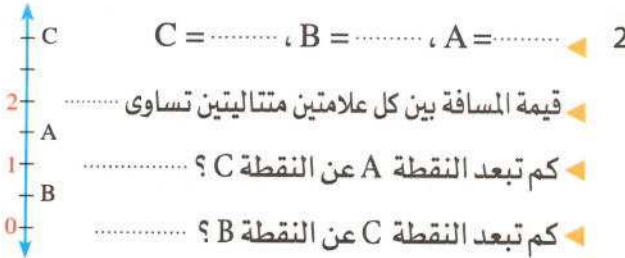 2 A =......... ، B = ......... ، C = .........
قيمة المسافة بين كل علامتين متتاليتين تساوى .........
كم تبعد النقطة A عن النقطة C ؟ .............
كم تبعد النقطة C عن النقطة B ؟ .............
C
2
A
1
B
0